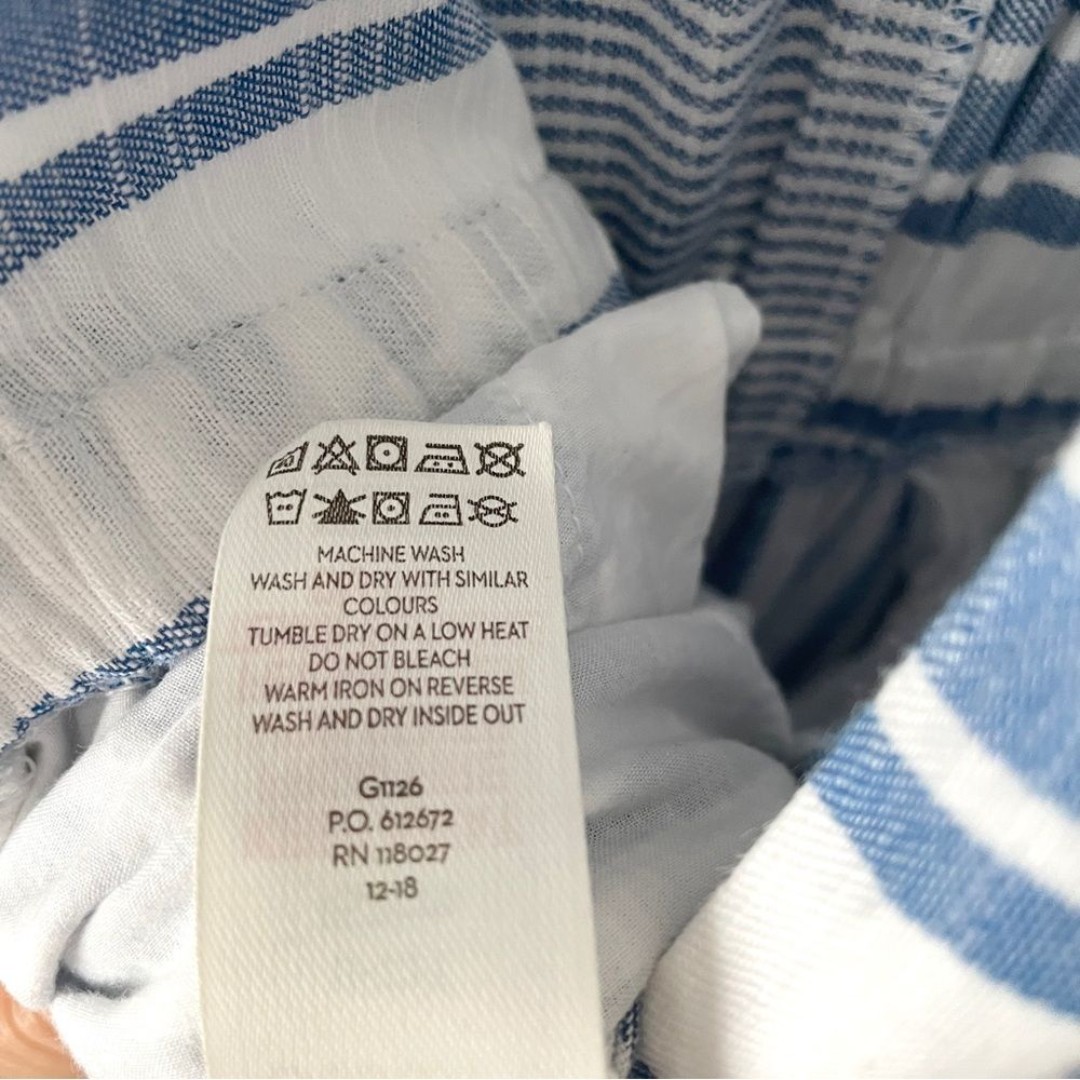 MACHINE WASH
WASH AND DRY WITH SIMILAR
COLOURS
TUMBLE DRY ON A LOW HEAT
DO NOT BLEACH
WARM IRON ON REVERSE
WASH AND DRY INSIDE OUT
G1126
P.O. 612672
RN 118027
12-18